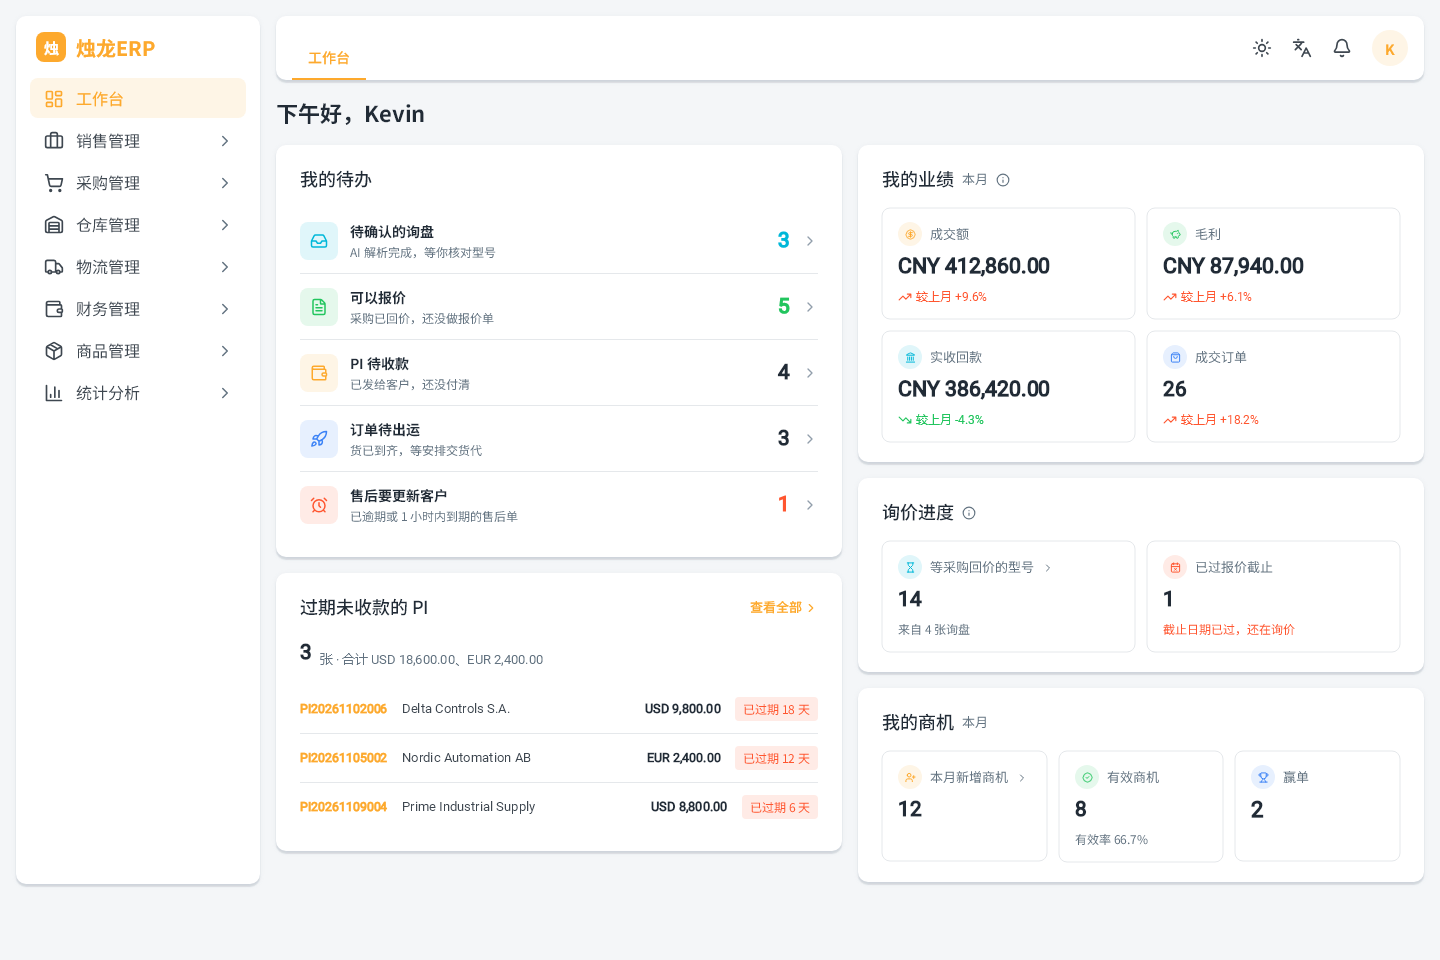 烛 烛龙ERP
工作台
销售管理
采购管理
仓库管理
物流管理
财务管理
商品管理
统计分析
工作台
K
下午好，Kevin
我的待办
待确认的询盘
AI 解析完成，等你核对型号
3
可以报价
采购已回价，还没做报价单
5
PI 待收款
已发给客户，还没付清
4
订单待出运
货已到齐，等安排交货代
3
售后要更新客户
已逾期或 1 小时内到期的售后单
1
过期未收款的 PI
查看全部
3 张 · 合计 USD 18,600.00、EUR 2,400.00
PI20261102006 Delta Controls S.A. USD 9,800.00 已过期 18 天
PI20261105002 Nordic Automation AB EUR 2,400.00 已过期 12 天
PI20261109004 Prime Industrial Supply USD 8,800.00 已过期 6 天
我的业绩 本月
成交额
CNY 412,860.00
较上月 +9.6%
毛利
CNY 87,940.00
较上月 +6.1%
实收回款
CNY 386,420.00
较上月 -4.3%
成交订单
26
较上月 +18.2%
询价进度
等采购回价的型号
14
来自 4 张询盘
已过报价截止
1
截止日期已过，还在询价
我的商机 本月
本月新增商机
12
有效商机
8
有效率 66.7%
赢单
2